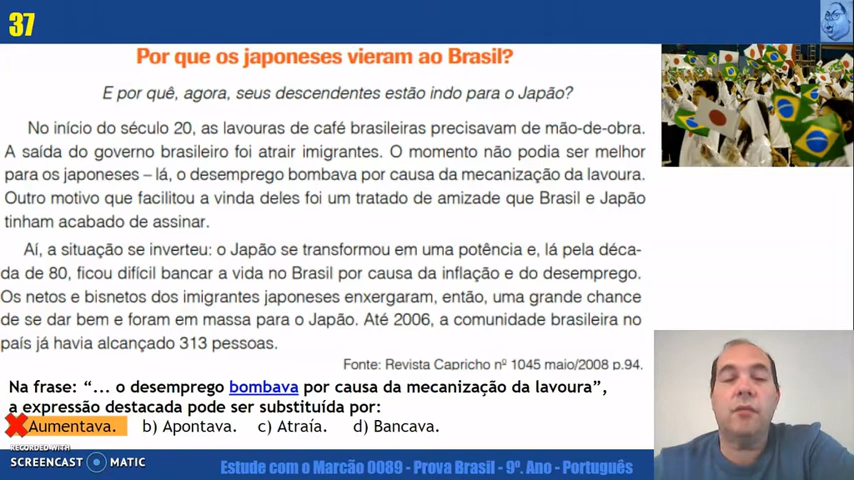 37
Por que os japoneses vieram ao Brasil?
E por quê, agora, seus descendentes estão indo para o Japão?
No início do século 20, as lavouras de café brasileiras precisavam de mão-de-obra.
A saída do governo brasileiro foi atrair imigrantes. O momento não podia ser melhor
para os japoneses – lá, o desemprego bombava por causa da mecanização da lavoura.
Outro motivo que facilitou a vinda deles foi um tratado de amizade que Brasil e Japão
tinham acabado de assinar.
Aí, a situação se inverteu: o Japão se transformou em uma potência e, lá pela déca-
da de 80, ficou difícil bancar a vida no Brasil por causa da inflação e do desemprego.
Os netos e bisnetos dos imigrantes japoneses enxergaram, então, uma grande chance
de se dar bem e foram em massa para o Japão. Até 2006, a comunidade brasileira no
país já havia alcançado 313 pessoas.
Fonte: Revista Capricho nº 1045 maio/2008 p.94.
Na frase: “... o desemprego bombava por causa da mecanização da lavoura”,
a expressão destacada pode ser substituída por:
Aumentava. b) Apontava. c) Atraía. d) Bancava.
RECORDED WITH
SCREENCAST MATIC
Estude com o Marcão 0089 - Prova Brasil - 9º. Ano - Português